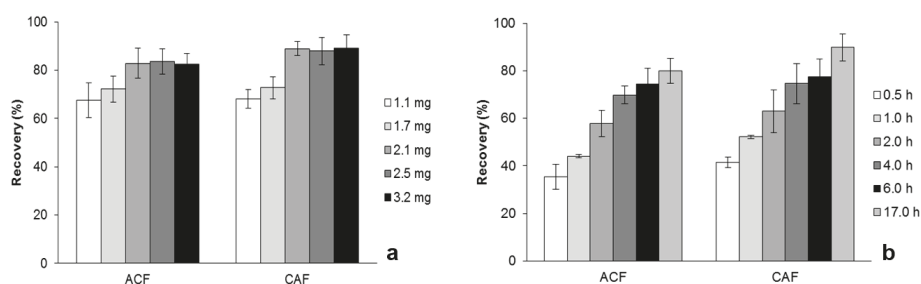 100
80
60
40
20
0
Recovery (%)
ACF
CAF
1.1 mg
1.7 mg
2.1 mg
2.5 mg
3.2 mg
a
100
80
60
40
20
0
Recovery (%)
ACF
CAF
0.5 h
1.0 h
2.0 h
4.0 h
6.0 h
17.0 h
b